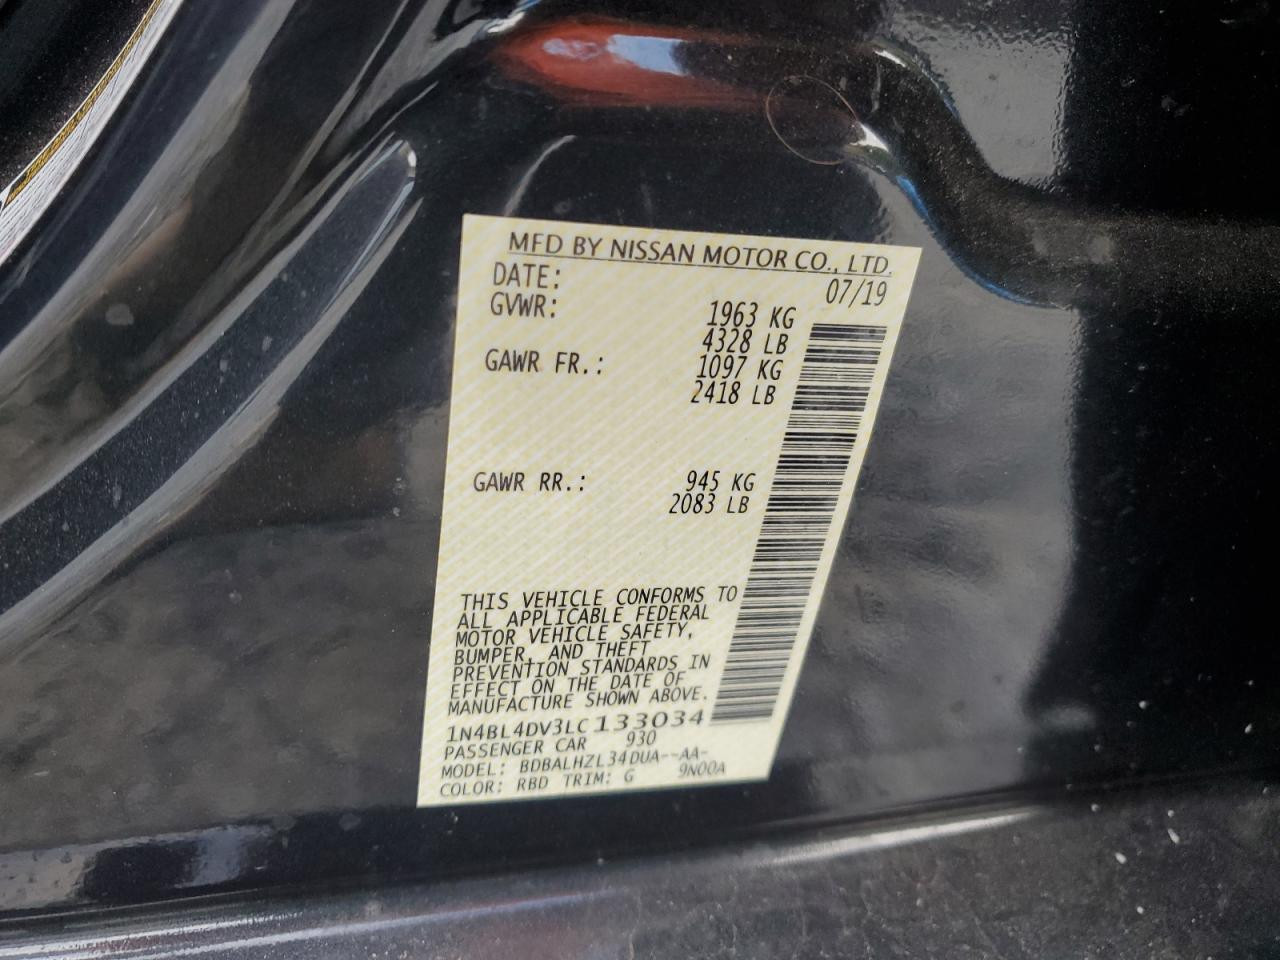 MFD BY NISSAN MOTOR CO., LTD.
DATE: 07/19
GVWR: 1963 KG
4328 LB
GAWR FR.: 1097 KG
2418 LB
GAWR RR.: 945 KG
2083 LB
THIS VEHICLE CONFORMS TO
ALL APPLICABLE FEDERAL
MOTOR VEHICLE SAFETY,
BUMPER, AND THEFT
PREVENTION STANDARDS IN
EFFECT ON THE DATE OF
MANUFACTURE SHOWN ABOVE.
1N4BL4DV3LC133034
PASSENGER CAR 930
MODEL: BDBALHZL34DUA--AA-
COLOR: RBD TRIM: G 9N00A